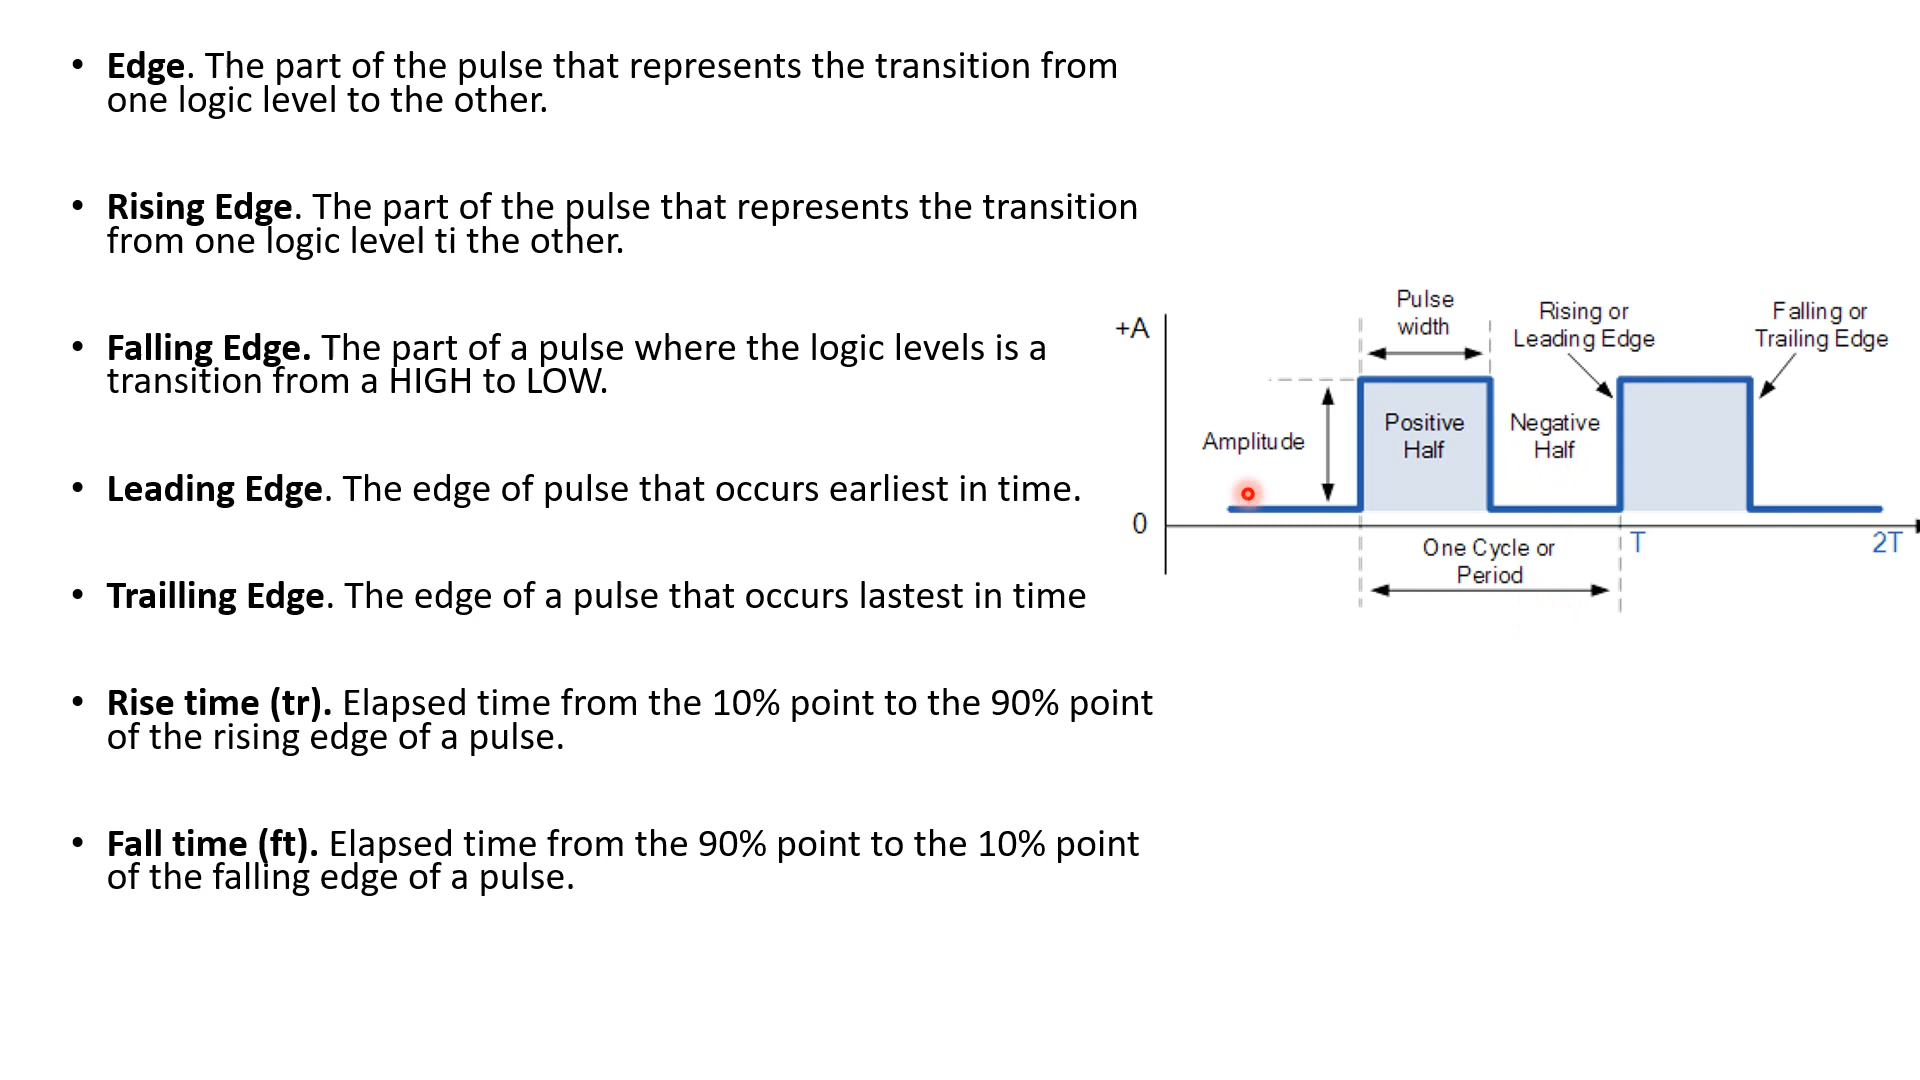 • Edge. The part of the pulse that represents the transition from
one logic level to the other.
• Rising Edge. The part of the pulse that represents the transition
from one logic level ti the other.
• Falling Edge. The part of a pulse where the logic levels is a
transition from a HIGH to LOW.
• Leading Edge. The edge of pulse that occurs earliest in time.
• Trailling Edge. The edge of a pulse that occurs lastest in time
• Rise time (tr). Elapsed time from the 10% point to the 90% point
of the rising edge of a pulse.
• Fall time (ft). Elapsed time from the 90% point to the 10% point
of the falling edge of a pulse.
+A
Pulse
width
Rising or
Leading Edge
Falling or
Trailing Edge
Amplitude
Positive
Half
Negative
Half
0
One Cycle or
Period
T
2T